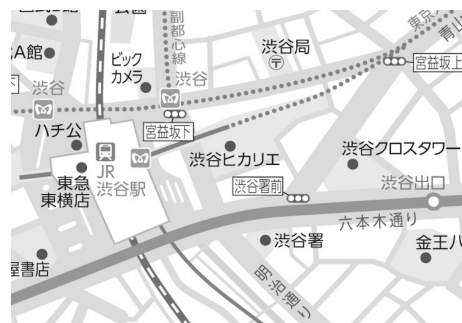 副都心線
A館
ビック
カメラ
渋谷
渋谷
渋谷局
宮益坂上
青山
宮益坂下
ハチ公
渋谷ヒカリエ
渋谷クロスタワー
JR
渋谷駅
東急
東横店
渋谷署前
渋谷出口
六本木通り
渋谷署
金王八
屋書店
明治通り